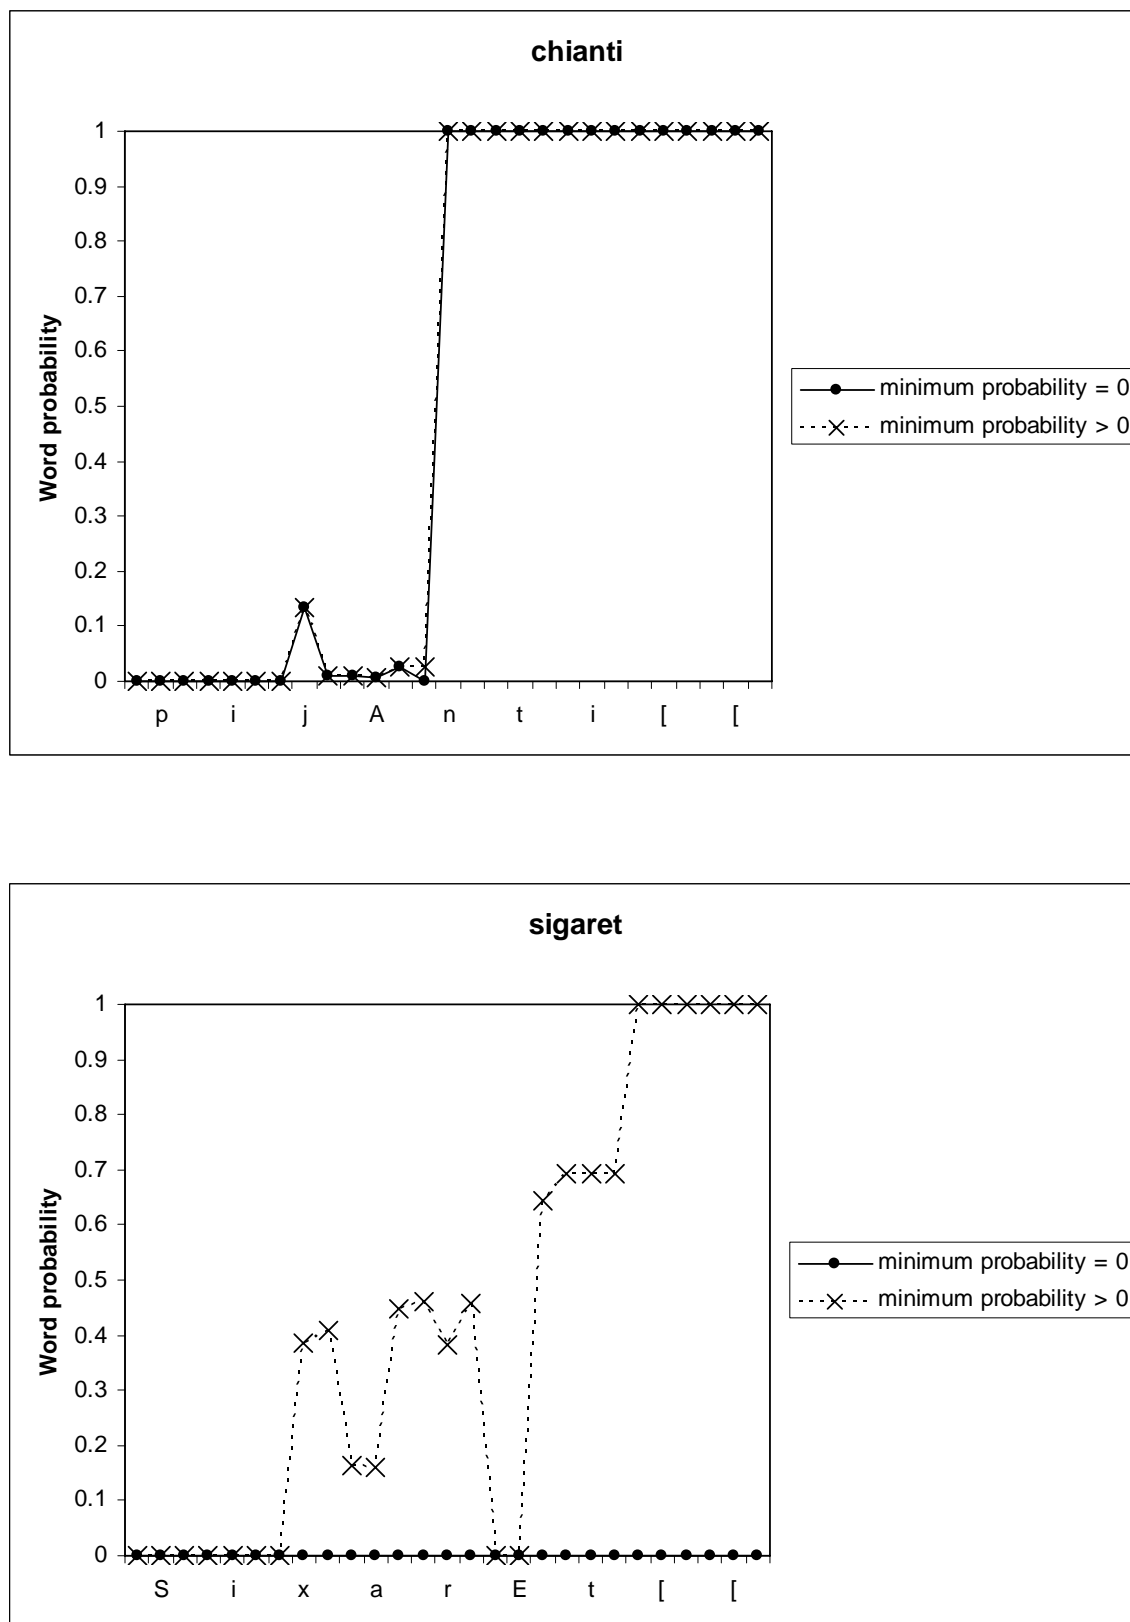 chianti
1
0.9
0.8
0.7
0.6
0.5
0.4
0.3
0.2
0.1
0
Word probability
p i j A n t i [ [
minimum probability = 0
minimum probability > 0
sigaret
1
0.9
0.8
0.7
0.6
0.5
0.4
0.3
0.2
0.1
0
Word probability
S i x a r E t [ [
minimum probability = 0
minimum probability > 0